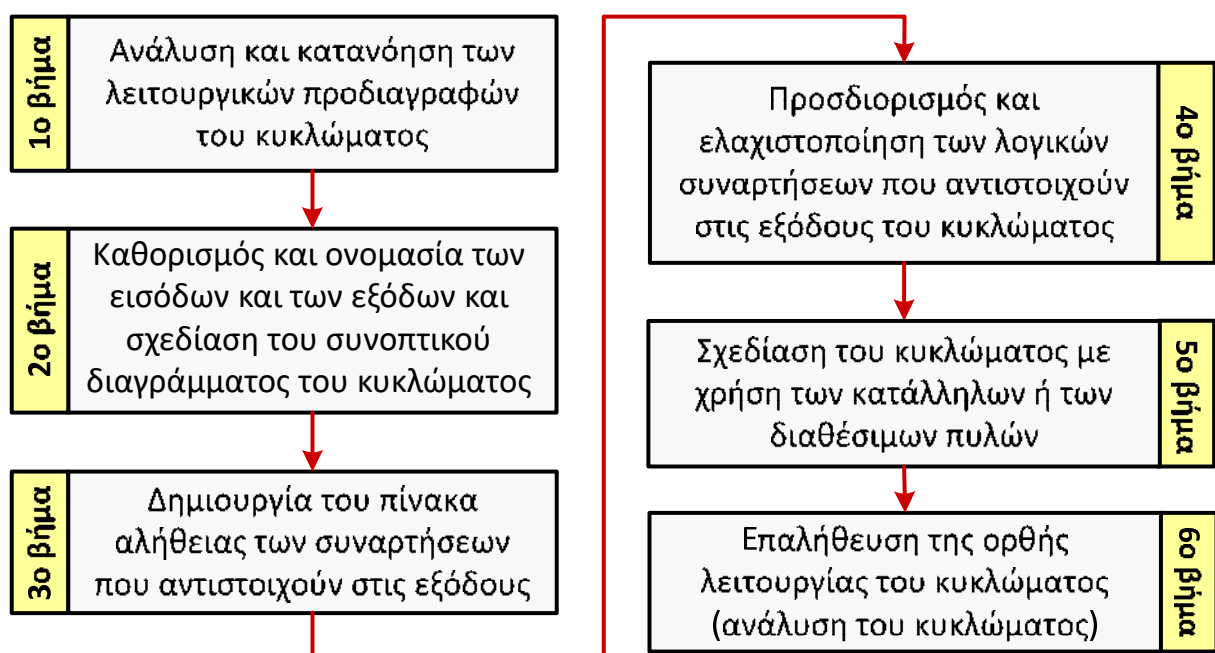 1ο βήμα
Ανάλυση και κατανόηση των
λειτουργικών προδιαγραφών
του κυκλώματος
2ο βήμα
Καθορισμός και ονομασία των
εισόδων και των εξόδων και
σχεδίαση του συνοπτικού
διαγράμματος του κυκλώματος
3ο βήμα
Δημιουργία του πίνακα
αλήθειας των συναρτήσεων
που αντιστοιχούν στις εξόδους
4ο βήμα
Προσδιορισμός και
ελαχιστοποίηση των λογικών
συναρτήσεων που αντιστοιχούν
στις εξόδους του κυκλώματος
5ο βήμα
Σχεδίαση του κυκλώματος με
χρήση των κατάλληλων ή των
διαθέσιμων πυλών
6ο βήμα
Επαλήθευση της ορθής
λειτουργίας του κυκλώματος
(ανάλυση του κυκλώματος)